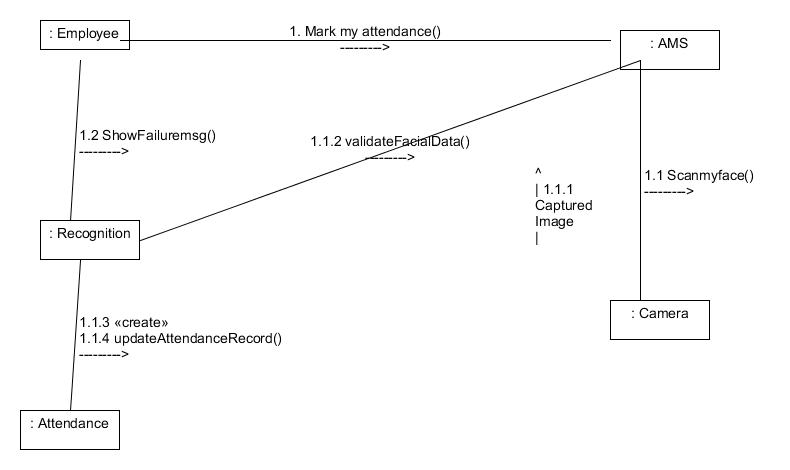 : Employee
1. Mark my attendance()
--------->
: AMS
1.2 ShowFailuremsg()
--------->
1.1.2 validateFacialData()
--------->
^
| 1.1.1
Captured
Image
|
1.1 Scanmyface()
--------->
: Recognition
: Camera
1.1.3 «create»
1.1.4 updateAttendanceRecord()
--------->
: Attendance